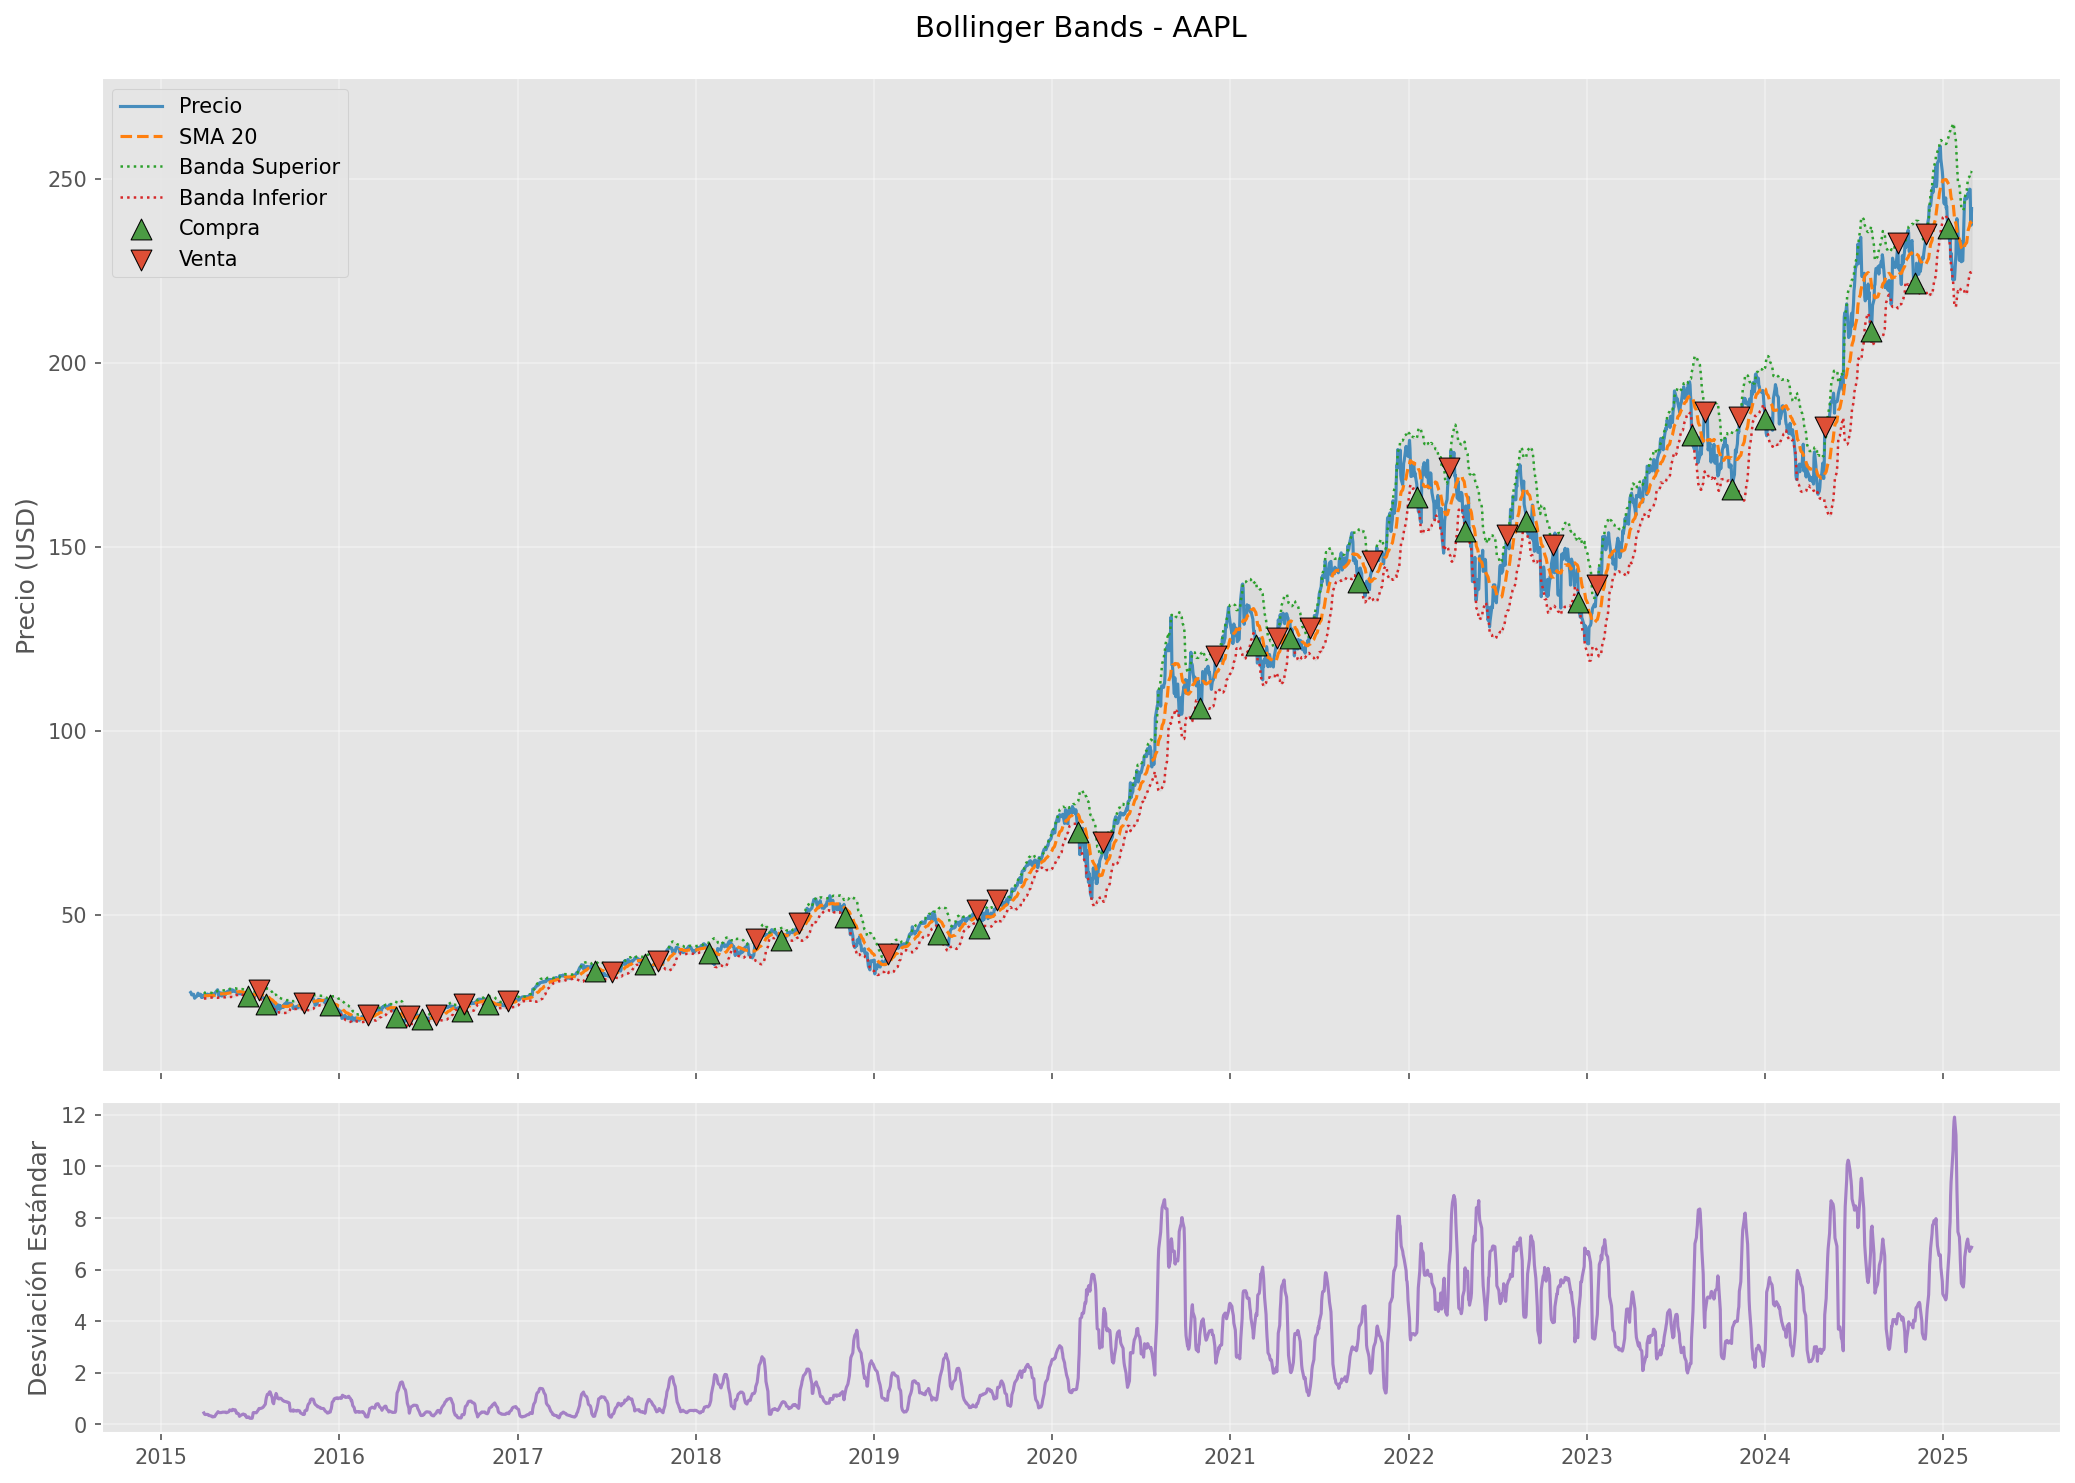 Bollinger Bands - AAPL
Precio
SMA 20
Banda Superior
Banda Inferior
Compra
Venta
Precio (USD)
250
200
150
100
50
Desviación Estándar
12
10
8
6
4
2
0
2015 2016 2017 2018 2019 2020 2021 2022 2023 2024 2025